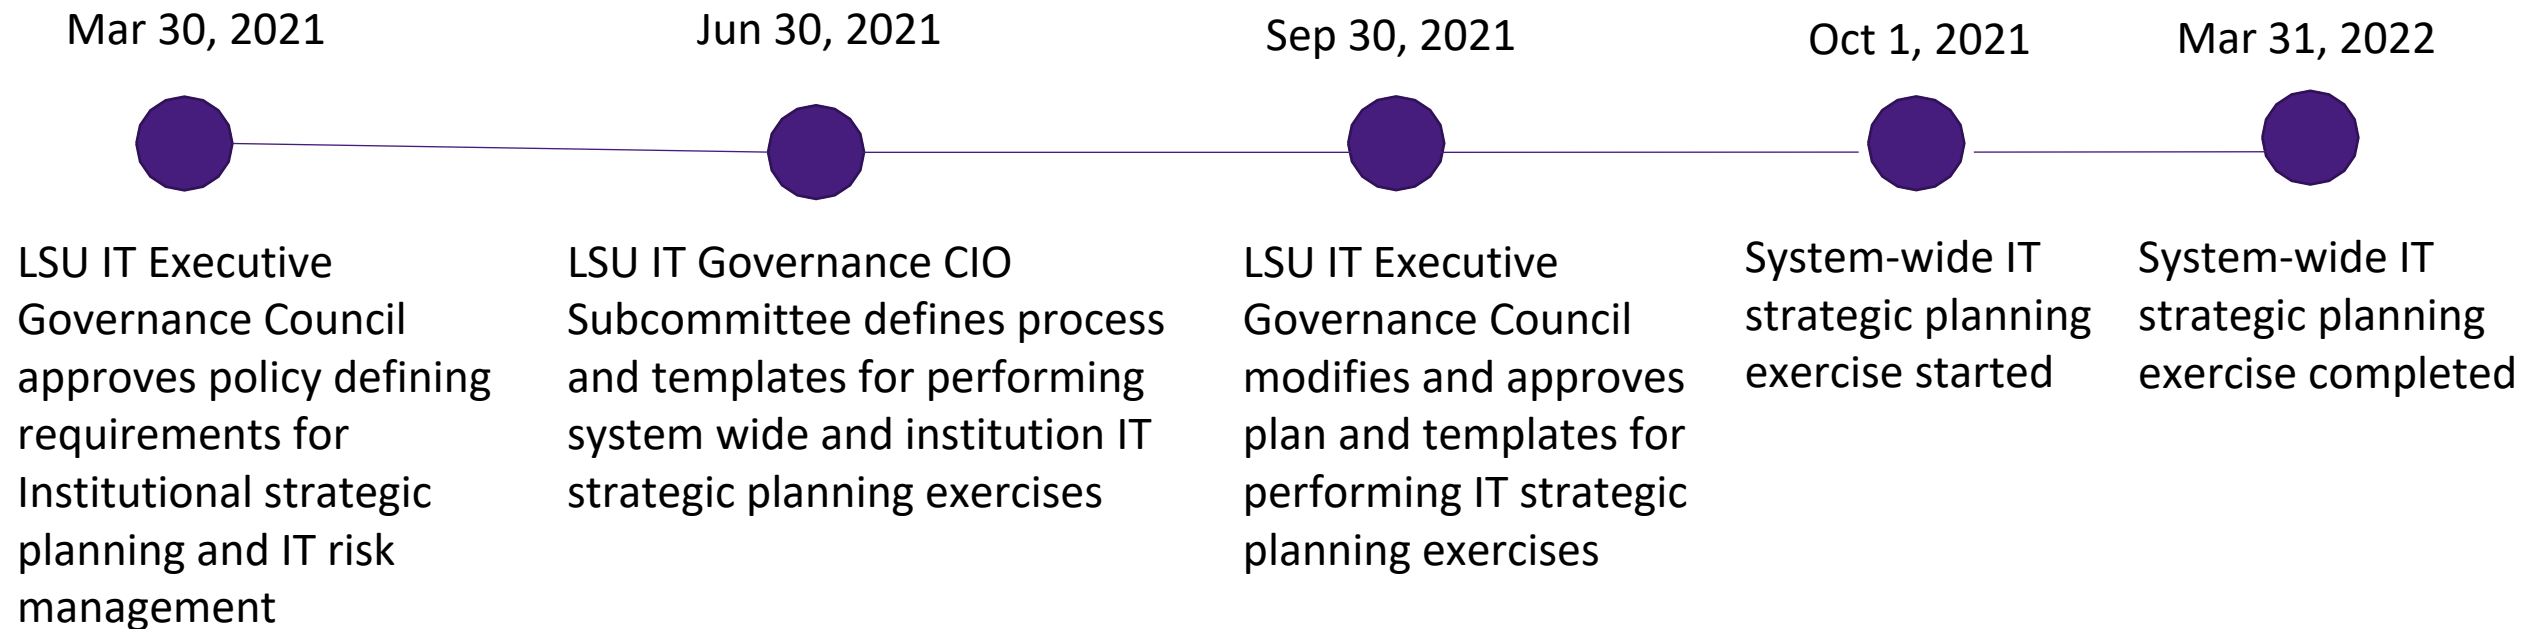 Mar 30, 2021
Jun 30, 2021
Sep 30, 2021
Oct 1, 2021
Mar 31, 2022
LSU IT Executive
Governance Council
approves policy defining
requirements for
Institutional strategic
planning and IT risk
management
LSU IT Governance CIO
Subcommittee defines process
and templates for performing
system wide and institution IT
strategic planning exercises
LSU IT Executive
Governance Council
modifies and approves
plan and templates for
performing IT strategic
planning exercises
System-wide IT
strategic planning
exercise started
System-wide IT
strategic planning
exercise completed